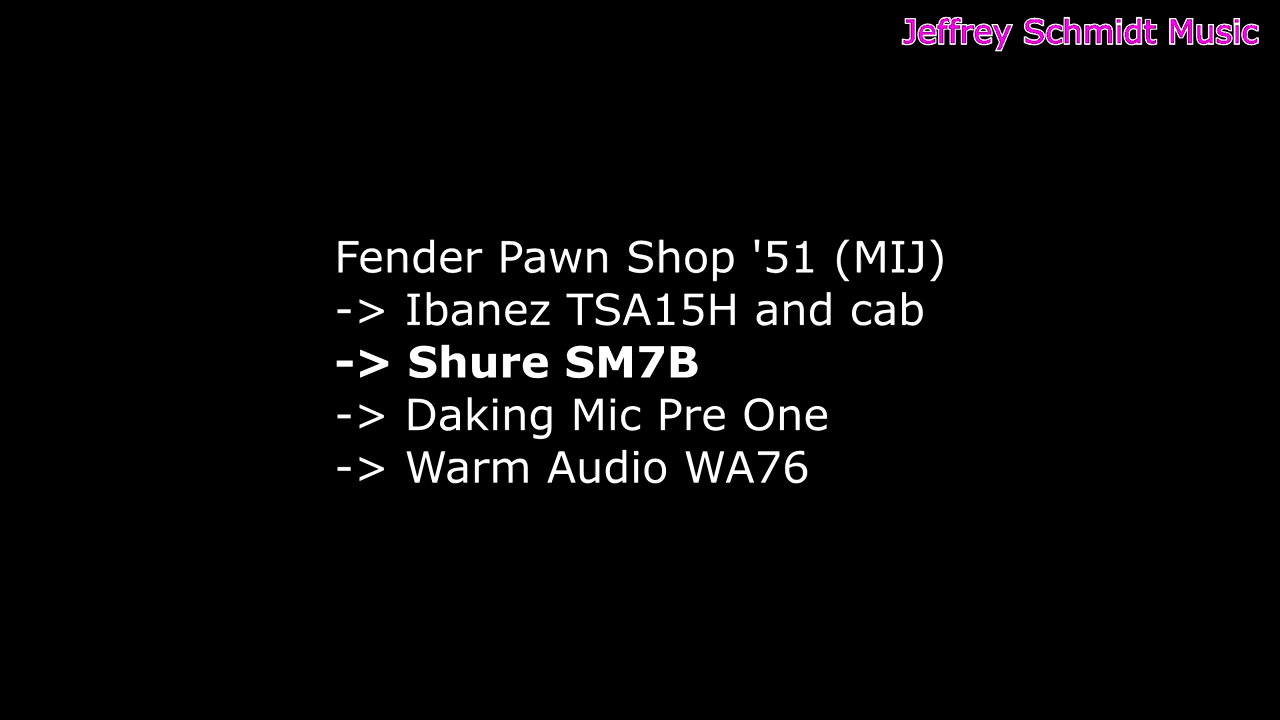 Jeffrey Schmidt Music
Fender Pawn Shop '51 (MIJ)
-> Ibanez TSA15H and cab
-> Shure SM7B
-> Daking Mic Pre One
-> Warm Audio WA76